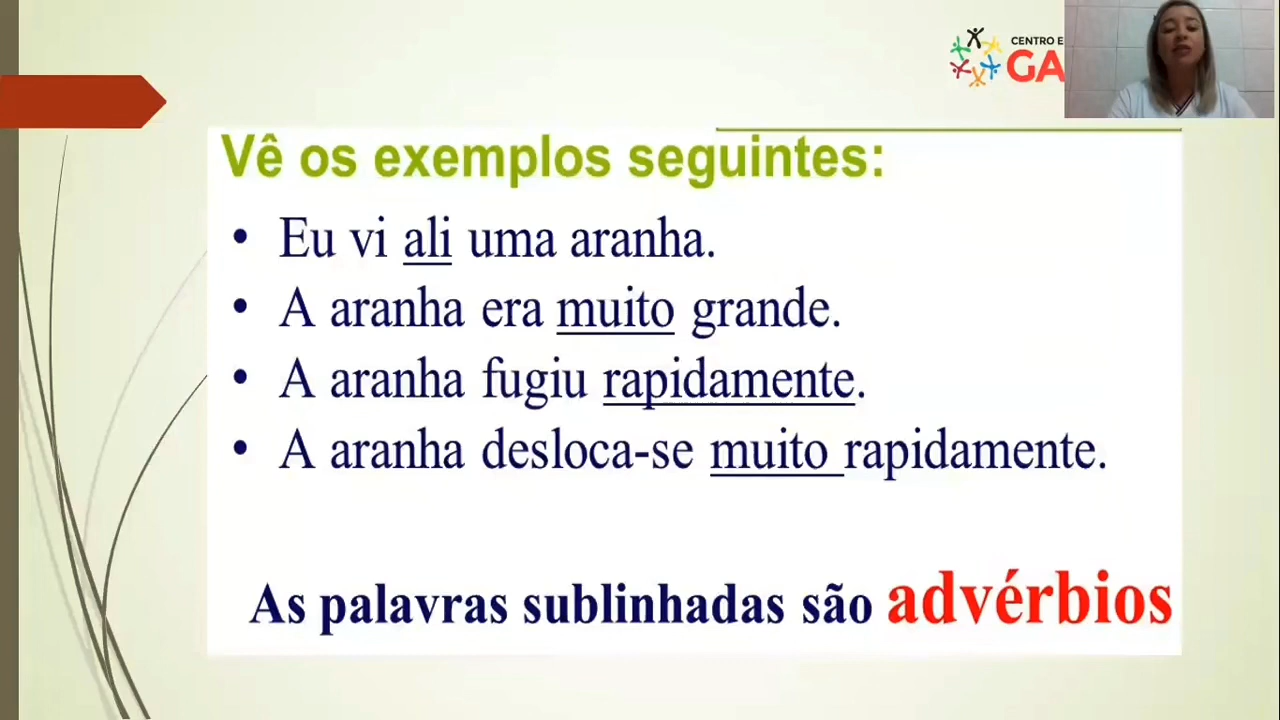 CENTRO
GA
Vê os exemplos seguintes:
• Eu vi ali uma aranha.
• A aranha era muito grande.
• A aranha fugiu rapidamente.
• A aranha desloca-se muito rapidamente.
As palavras sublinhadas são advérbios